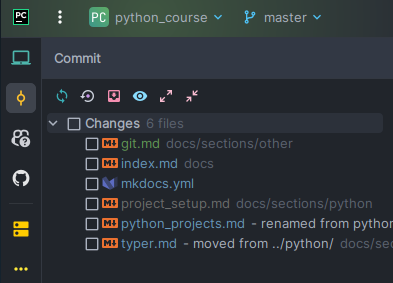 PC python_course master
Commit
Changes 6 files
git.md docs/sections/other
index.md docs
mkdocs.yml
project_setup.md docs/sections/python
python_projects.md - renamed from python
typer.md - moved from ../python/ docs/sec